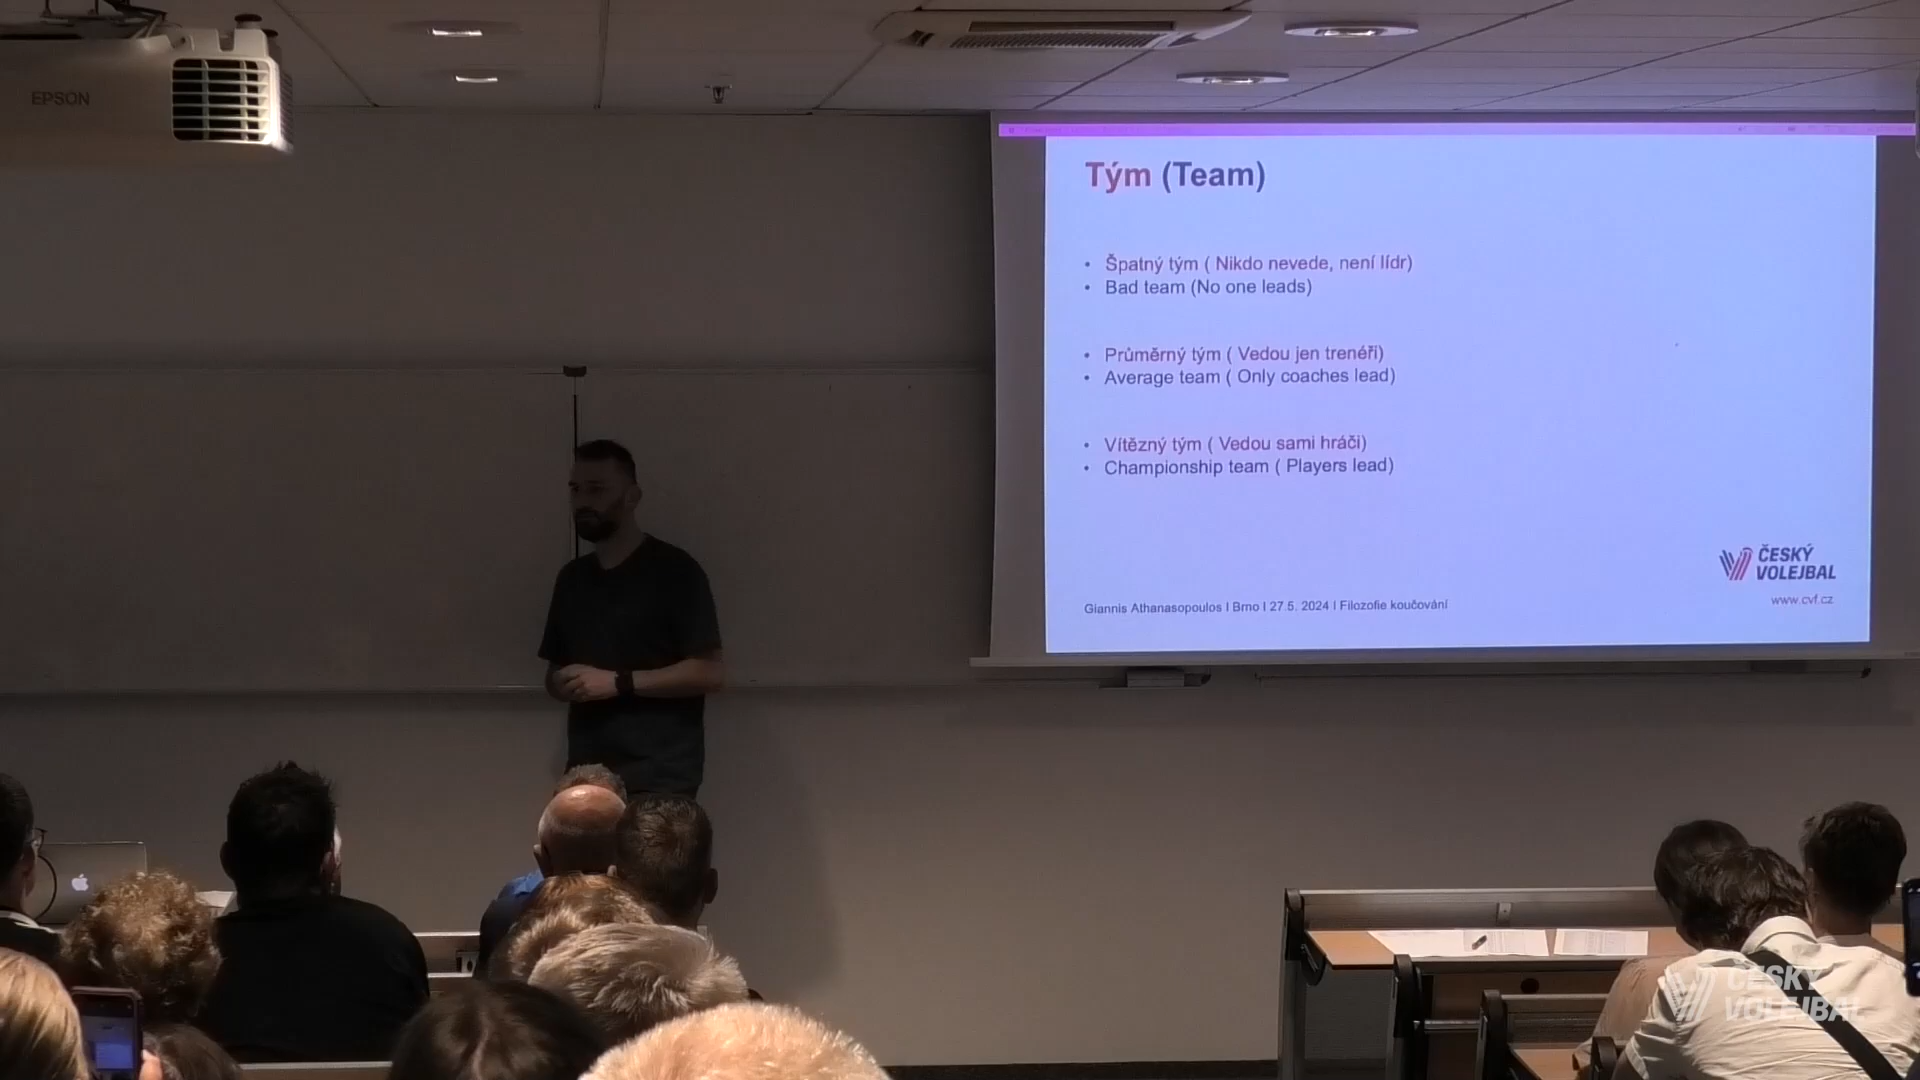 EPSON
Tým (Team)
• Špatný tým ( Nikdo nevede, není lídr)
• Bad team (No one leads)
• Průměrný tým ( Vedou jen trenéři)
• Average team ( Only coaches lead)
• Vítězný tým ( Vedou sami hráči)
• Championship team ( Players lead)
ČESKÝ
VOLEJBAL
www.cvf.cz
Giannis Athanasopoulos I Brno I 27.5. 2024 I Filozofie koučování
ČESKÝ
VOLEJBAL